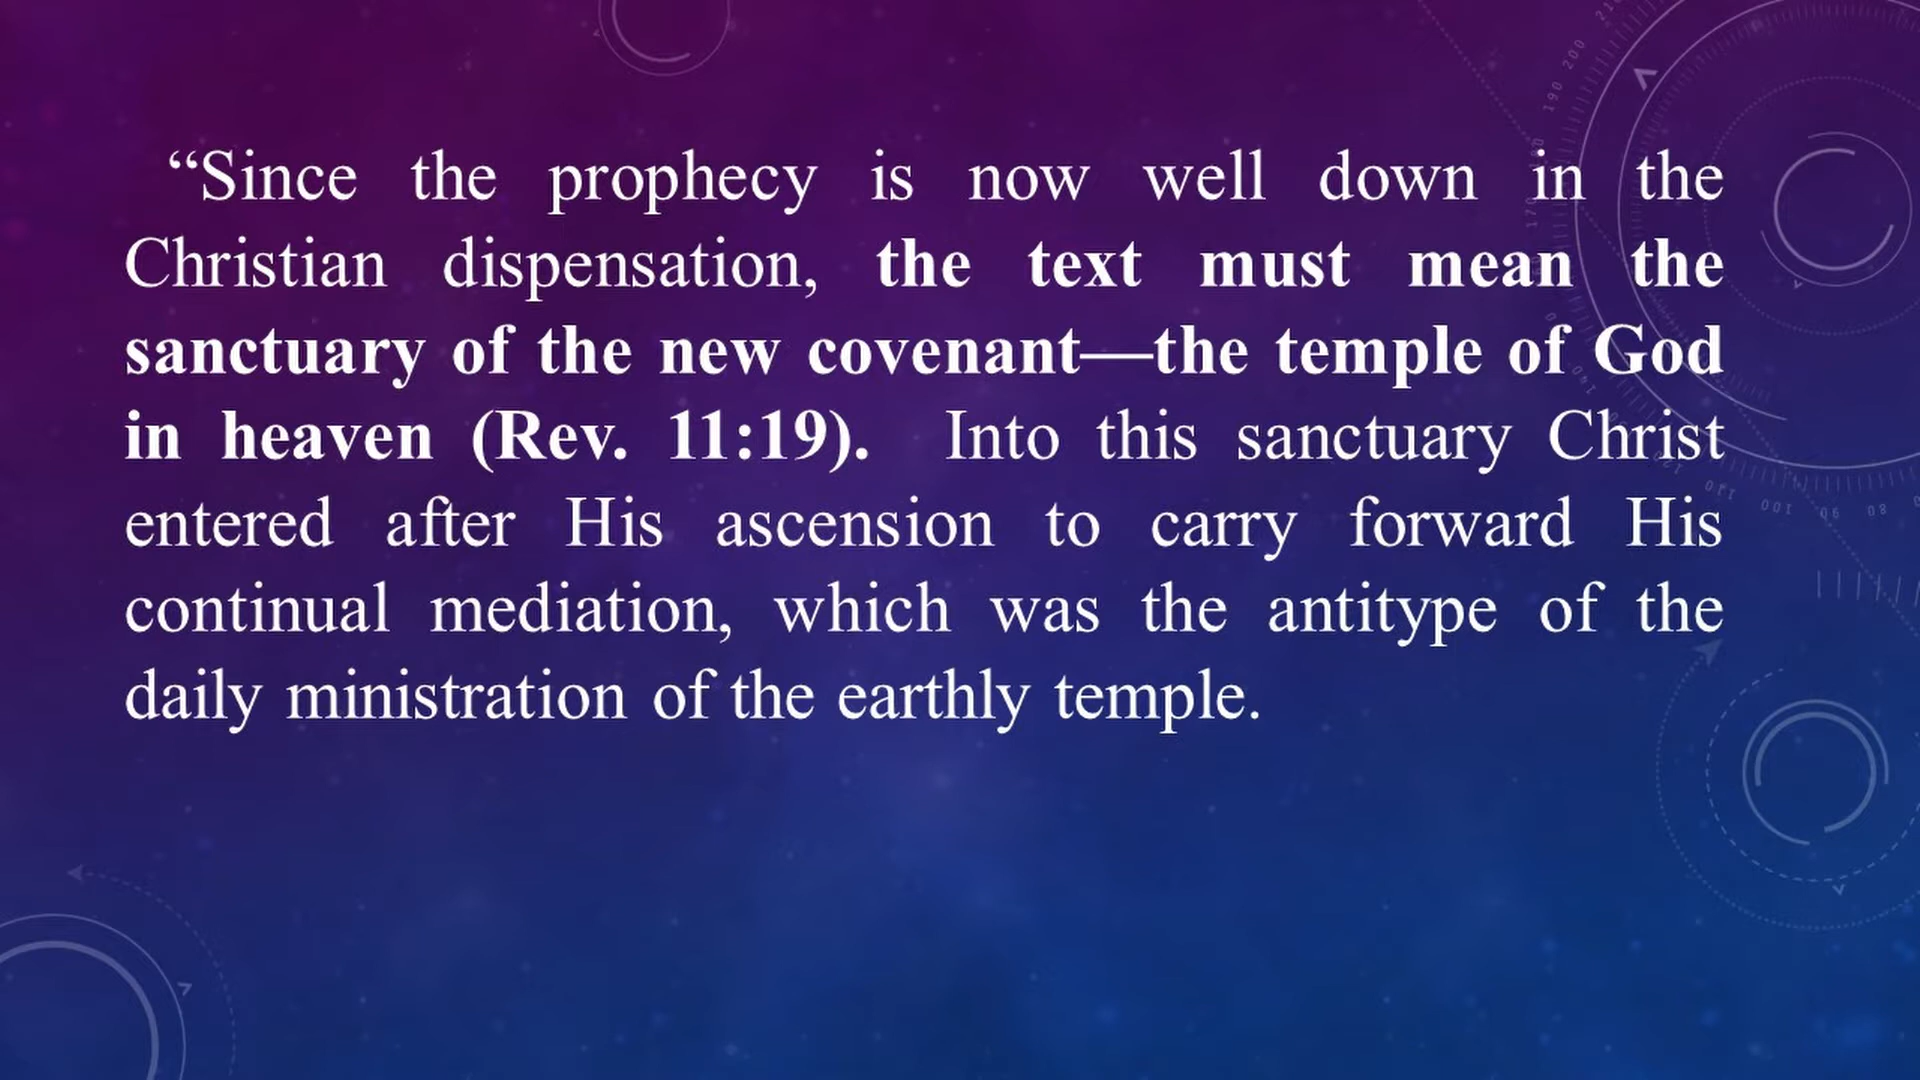 “Since the prophecy is now well down in the
Christian dispensation, the text must mean the
sanctuary of the new covenant—the temple of God
in heaven (Rev. 11:19). Into this sanctuary Christ
entered after His ascension to carry forward His
continual mediation, which was the antitype of the
daily ministration of the earthly temple.